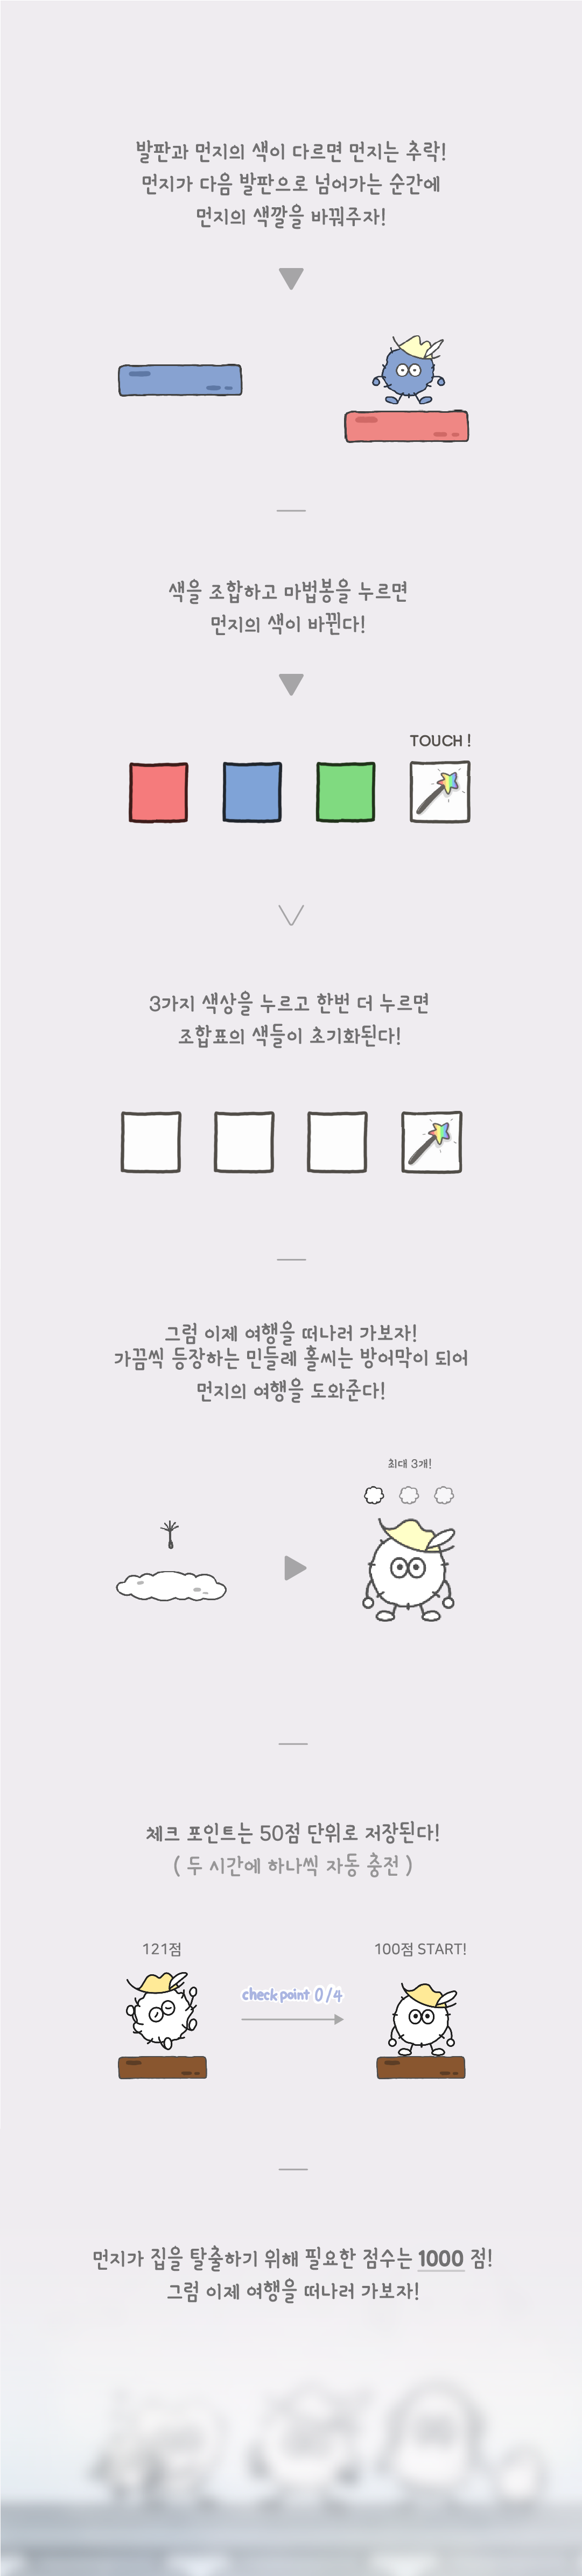 발판과 먼지의 색이 다르면 먼지는 추락!
먼지가 다음 발판으로 넘어가는 순간에
먼지의 색깔을 바꿔주자!
색을 조합하고 마법봉을 누르면
먼지의 색이 바뀐다!
TOUCH !
3가지 색상을 누르고 한번 더 누르면
조합표의 색들이 초기화된다!
그럼 이제 여행을 떠나러 가보자!
가끔씩 등장하는 민들레 홀씨는 방어막이 되어
먼지의 여행을 도와준다!
최대 3개!
체크 포인트는 50점 단위로 저장된다!
( 두 시간에 하나씩 자동 충전 )
121점
100점 START!
check point 0/4
먼지가 집을 탈출하기 위해 필요한 점수는 1000 점!
그럼 이제 여행을 떠나러 가보자!